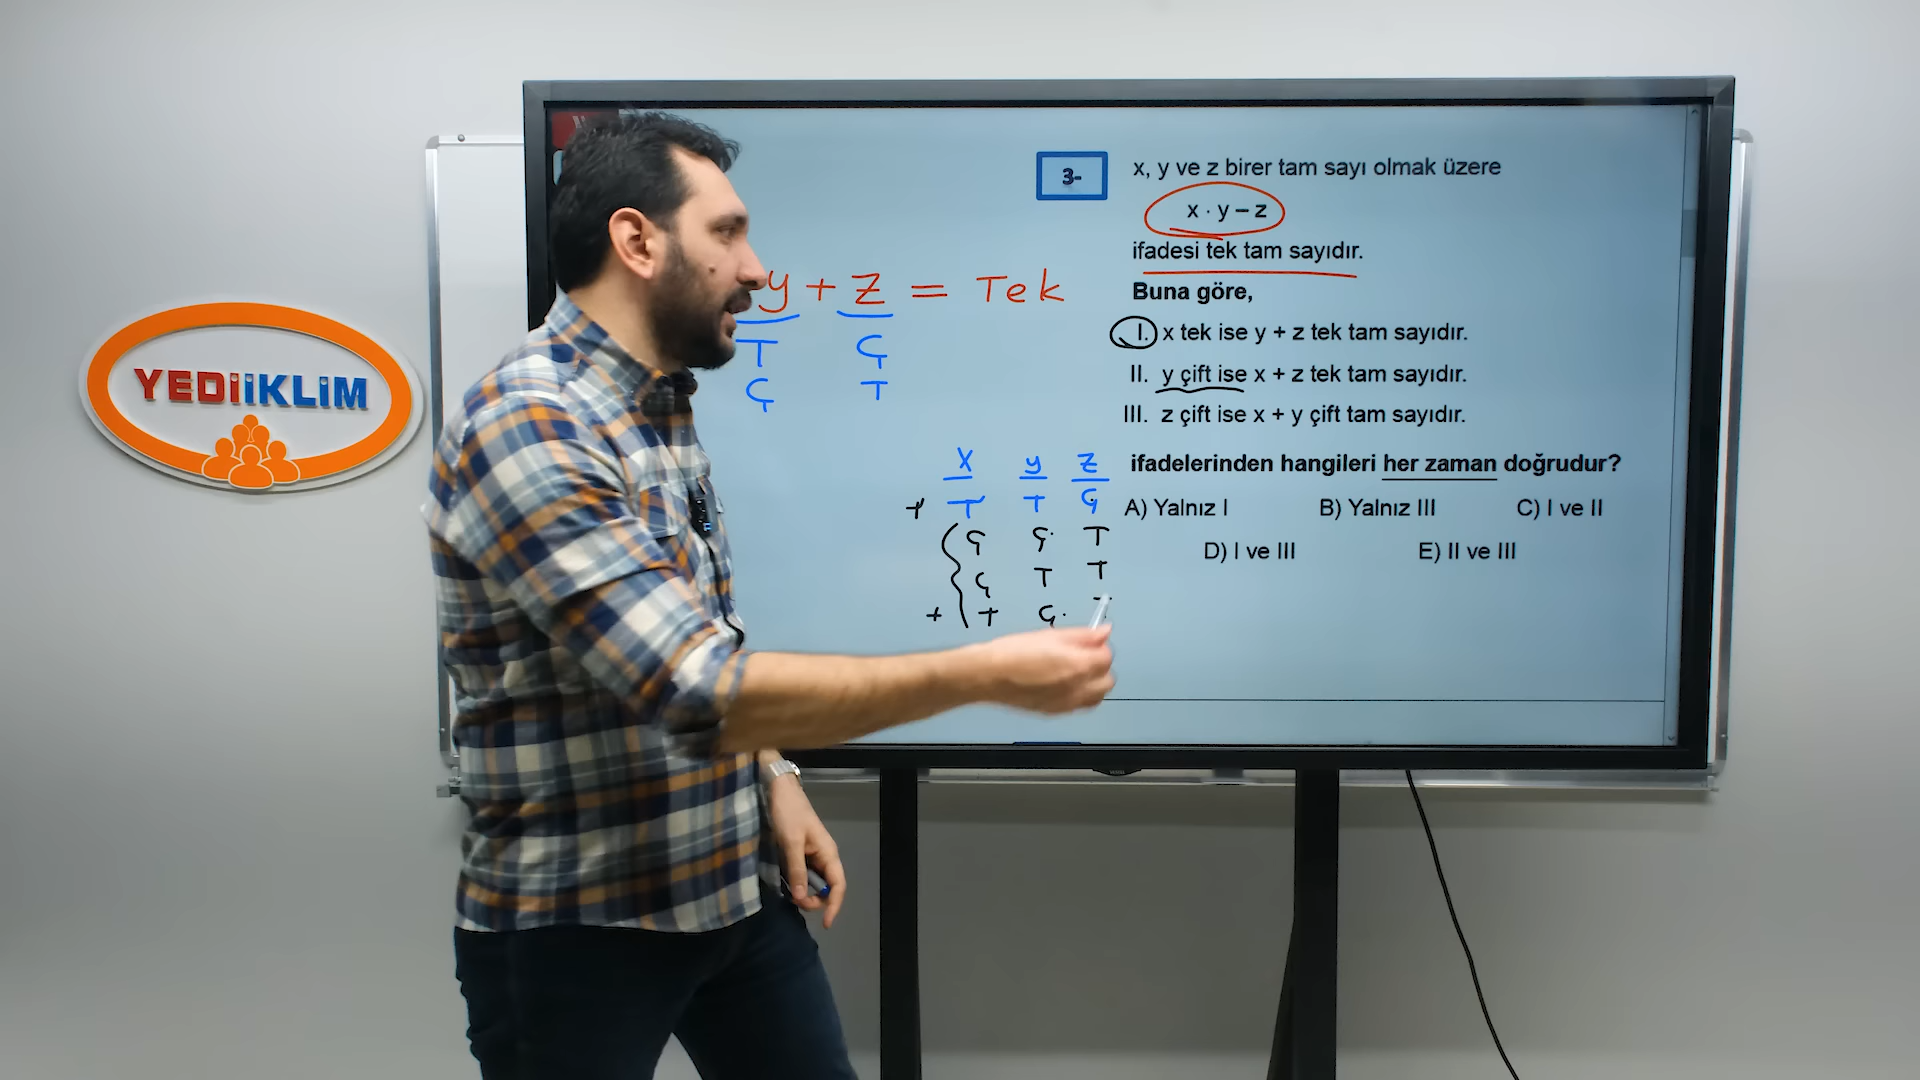 YEDiiKLiM
3-
x, y ve z birer tam sayı olmak üzere
x · y – z
ifadesi tek tam sayıdır.
Buna göre,
I. x tek ise y + z tek tam sayıdır.
II. y çift ise x + z tek tam sayıdır.
III. z çift ise x + y çift tam sayıdır.
ifadelerinden hangileri her zaman doğrudur?
A) Yalnız I B) Yalnız III C) I ve II
D) I ve III E) II ve III
y + z = Tek
T Ç
Ç T
x y z
+ T T Ç
Ç Ç T
Ç T T
+ T Ç